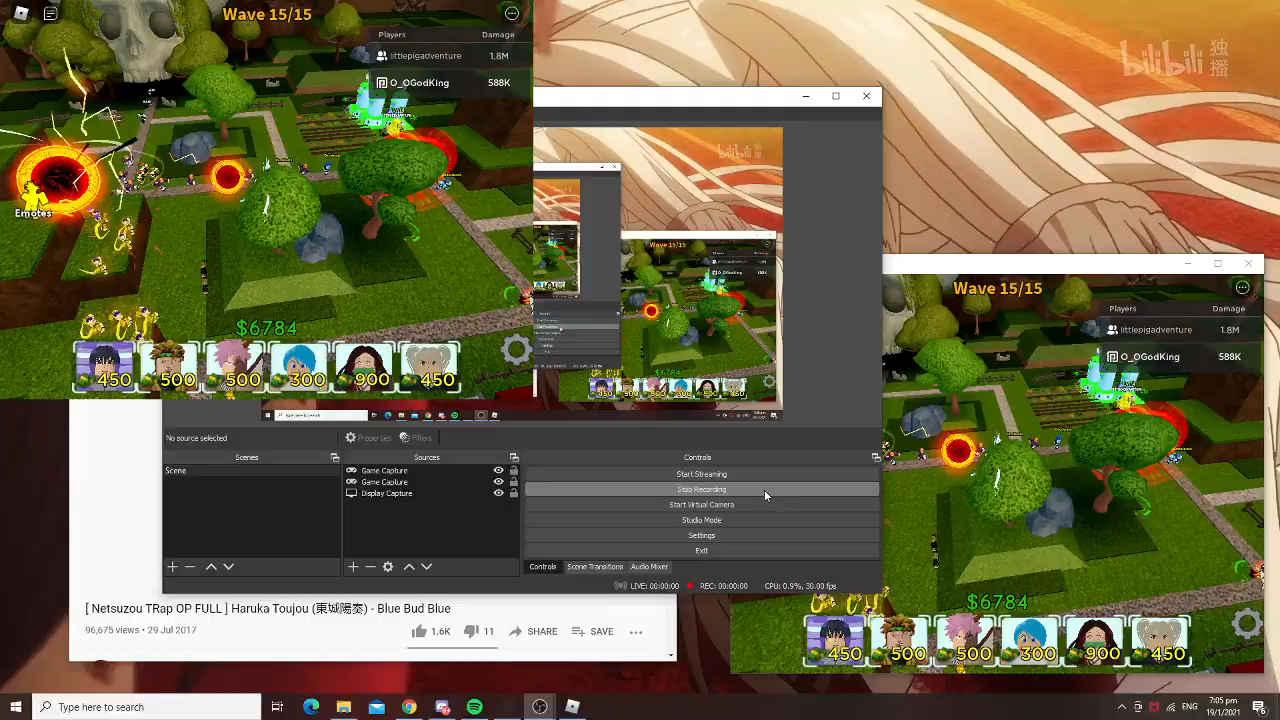 Wave 15/15
Players Damage
littlepigadventure 1.8M
O_OGodKing 588K
Emotes
$6784
450 500 500 300 900 450
bilibili 独播
Wave 15/15
Players Damage
littlepigadventure 1.8M
O_OGodKing 588K
$6784
450 500 500 300 900 450
Wave 15/15
$6784
No source selected
Properties
Filters
Scenes
Sources
Controls
Scene
Game Capture
Game Capture
Display Capture
Start Streaming
Stop Recording
Start Virtual Camera
Studio Mode
Settings
Exit
Controls
Scene Transitions
Audio Mixer
LIVE: 00:00:00
REC: 00:00:00
CPU: 0.9%, 30.00 fps
[ Netsuzou TRap OP FULL ] Haruka Toujou (東城陽奏) - Blue Bud Blue
96,675 views • 29 Jul 2017
1.6K
11
SHARE
SAVE
Type here to search
ENG
7:05 pm
19/1/2021